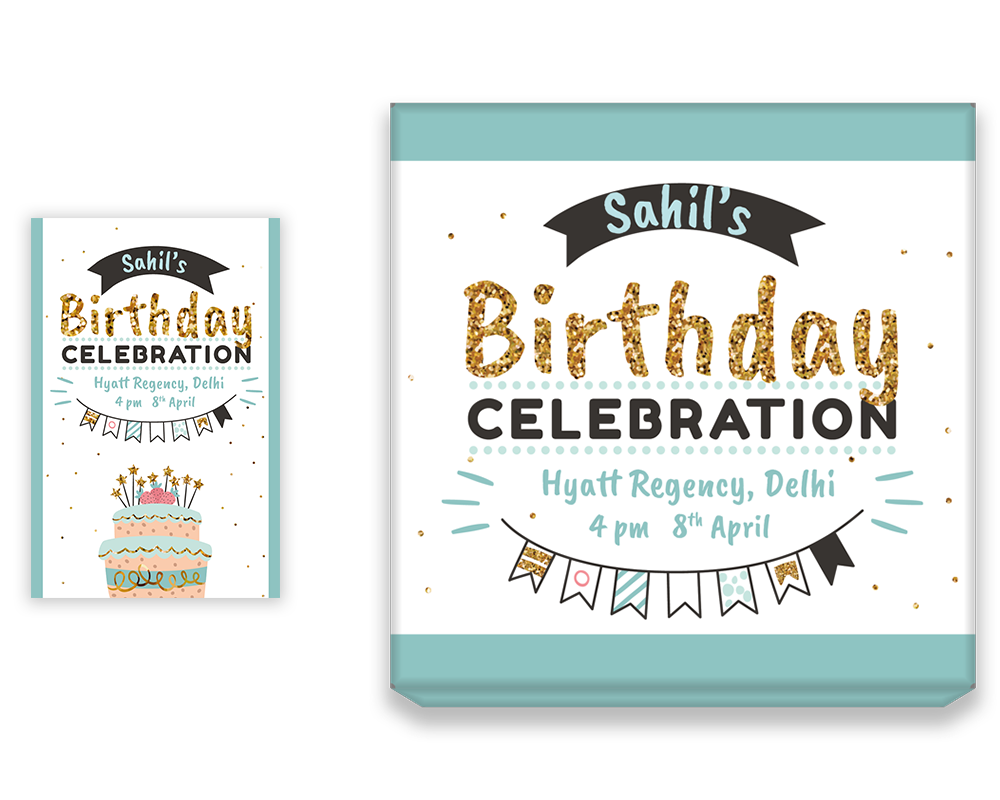 Sahil's
Birthday
CELEBRATION
Hyatt Regency, Delhi
4 pm 8th April
Sahil's
Birthday
CELEBRATION
Hyatt Regency, Delhi
4 pm 8th April